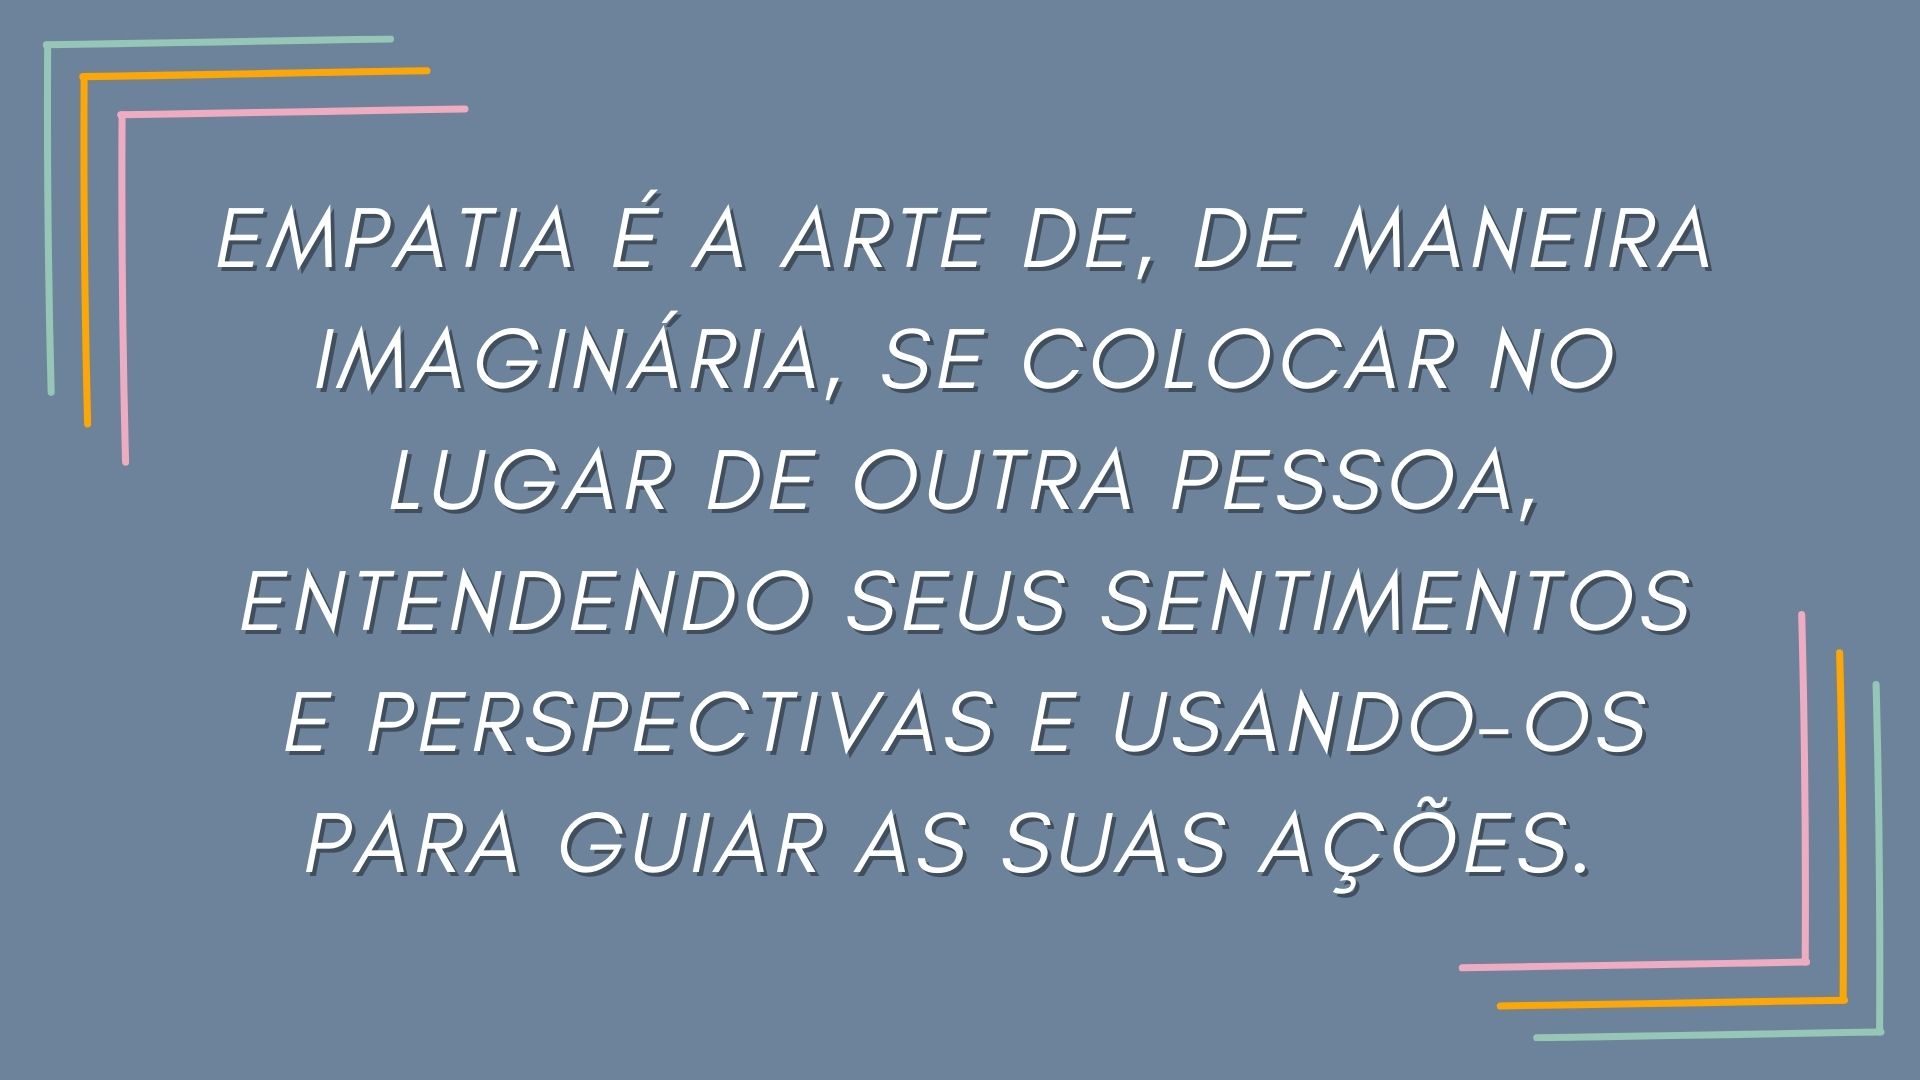 EMPATIA É A ARTE DE, DE MANEIRA
IMAGINÁRIA, SE COLOCAR NO
LUGAR DE OUTRA PESSOA,
ENTENDENDO SEUS SENTIMENTOS
E PERSPECTIVAS E USANDO-OS
PARA GUIAR AS SUAS AÇÕES.